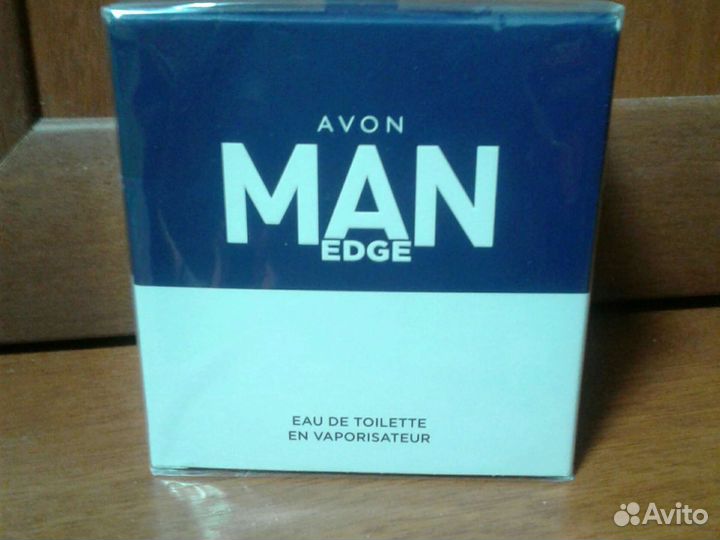 AVON
MAN
EDGE
EAU DE TOILETTE
EN VAPORISATEUR
Avito